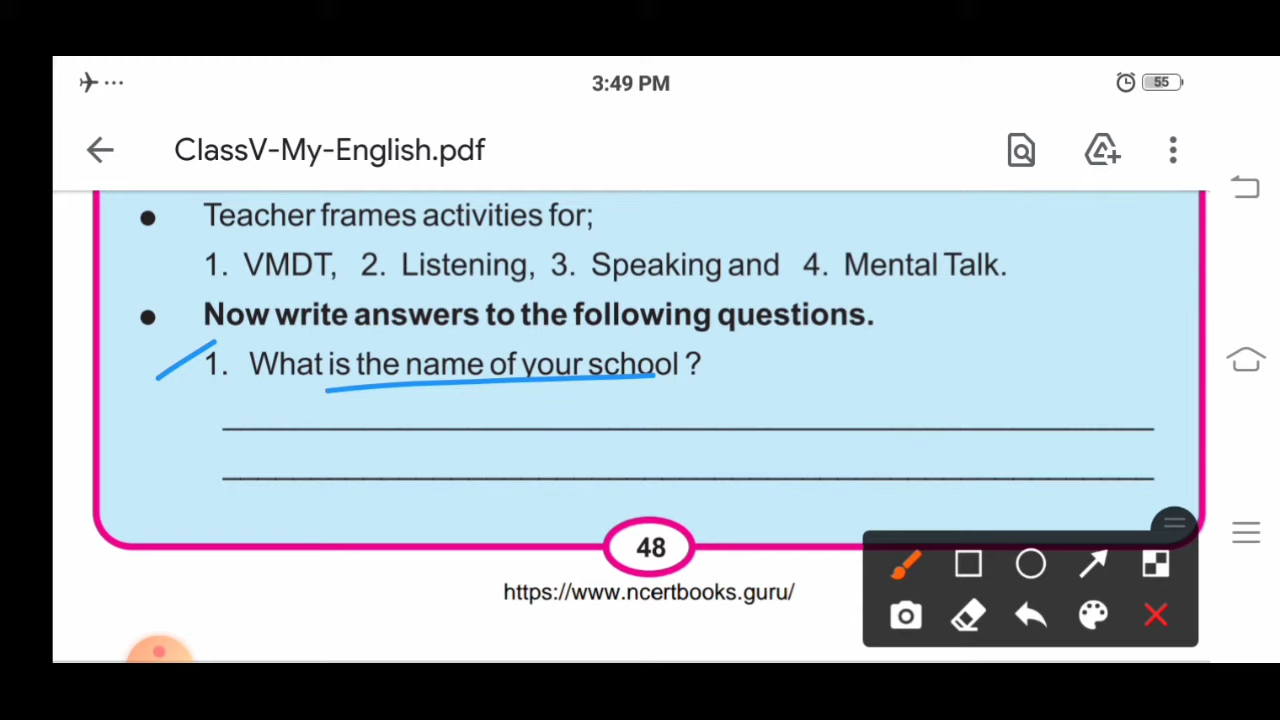 3:49 PM
55
ClassV-My-English.pdf
● Teacher frames activities for;
1. VMDT, 2. Listening, 3. Speaking and 4. Mental Talk.
● Now write answers to the following questions.
1. What is the name of your school ?
48
https://www.ncertbooks.guru/